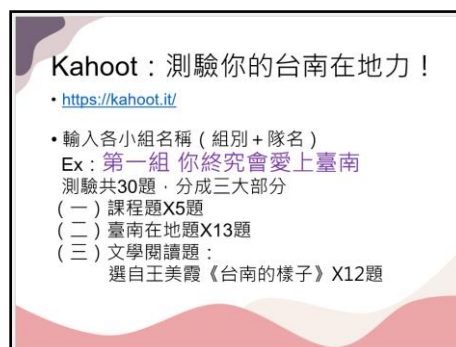 Kahoot：測驗你的台南在地力！
• https://kahoot.it/
• 輸入各小組名稱（組別+隊名）
Ex：第一組 你終究會愛上臺南
測驗共30題，分成三大部分
（一）課程題X5題
（二）臺南在地題X13題
（三）文學閱讀題：
選自王美霞《台南的樣子》X12題